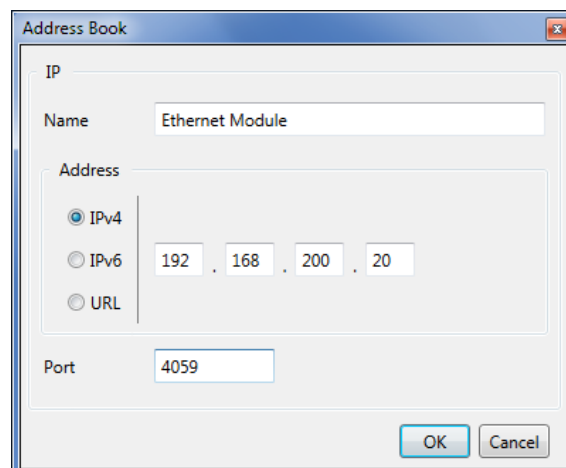 Address Book
IP
Name Ethernet Module
Address
IPv4
IPv6 192 . 168 . 200 . 20
URL
Port 4059
OK Cancel